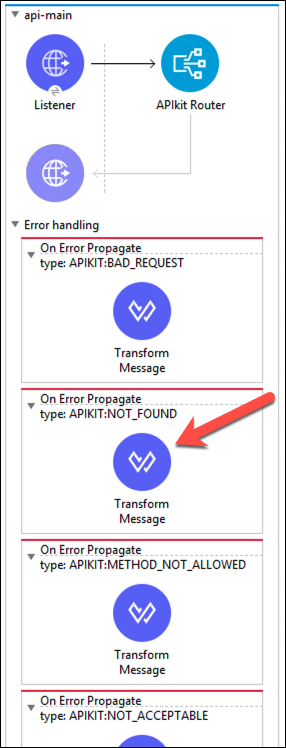 api-main
Listener
APIkit Router
Error handling
On Error Propagate
type: APIKIT:BAD_REQUEST
Transform
Message
On Error Propagate
type: APIKIT:NOT_FOUND
Transform
Message
On Error Propagate
type: APIKIT:METHOD_NOT_ALLOWED
Transform
Message
On Error Propagate
type: APIKIT:NOT_ACCEPTABLE